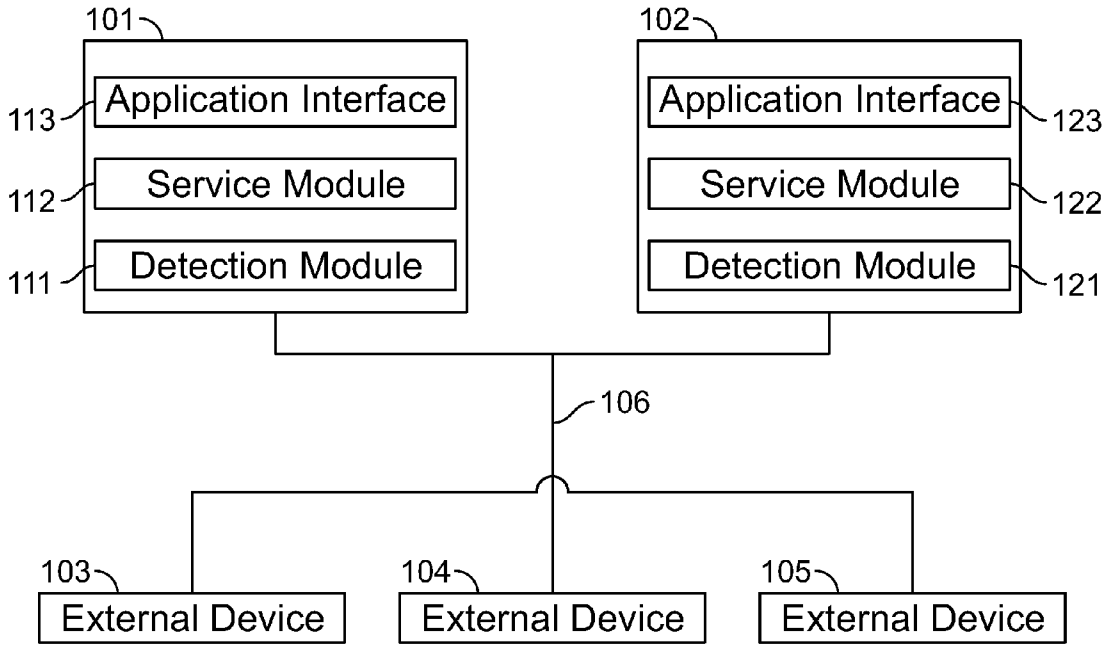 101
102
Application Interface
Application Interface
113
123
Service Module
Service Module
112
122
Detection Module
Detection Module
111
121
106
103
104
105
External Device
External Device
External Device